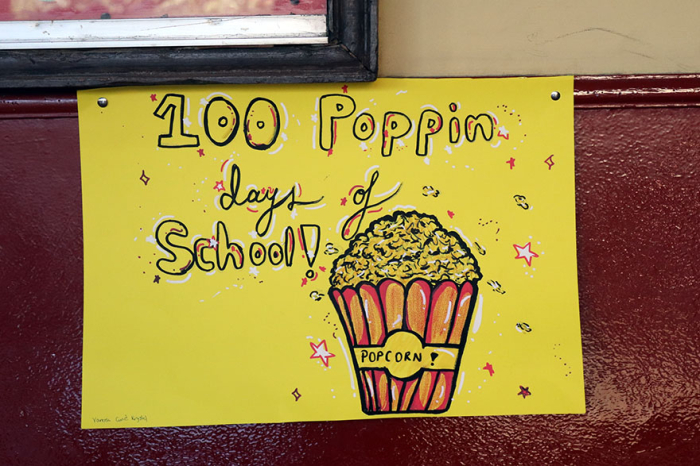 100 Poppin
days of
School!
POPCORN!